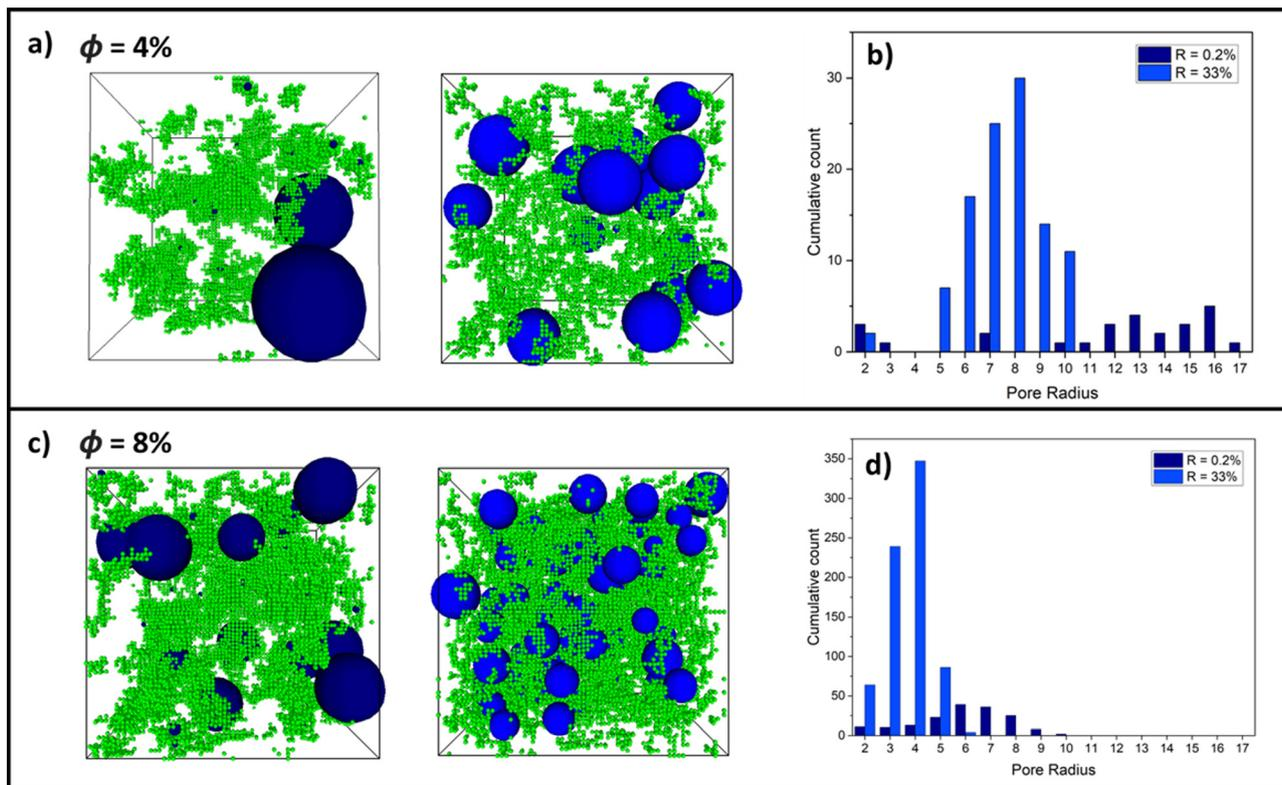 a) ϕ = 4%
b)
R = 0.2%
R = 33%
Cumulative count
30
20
10
0
2 3 4 5 6 7 8 9 10 11 12 13 14 15 16 17
Pore Radius
c) ϕ = 8%
d)
R = 0.2%
R = 33%
Cumulative count
350
300
250
200
150
100
50
0
2 3 4 5 6 7 8 9 10 11 12 13 14 15 16 17
Pore Radius